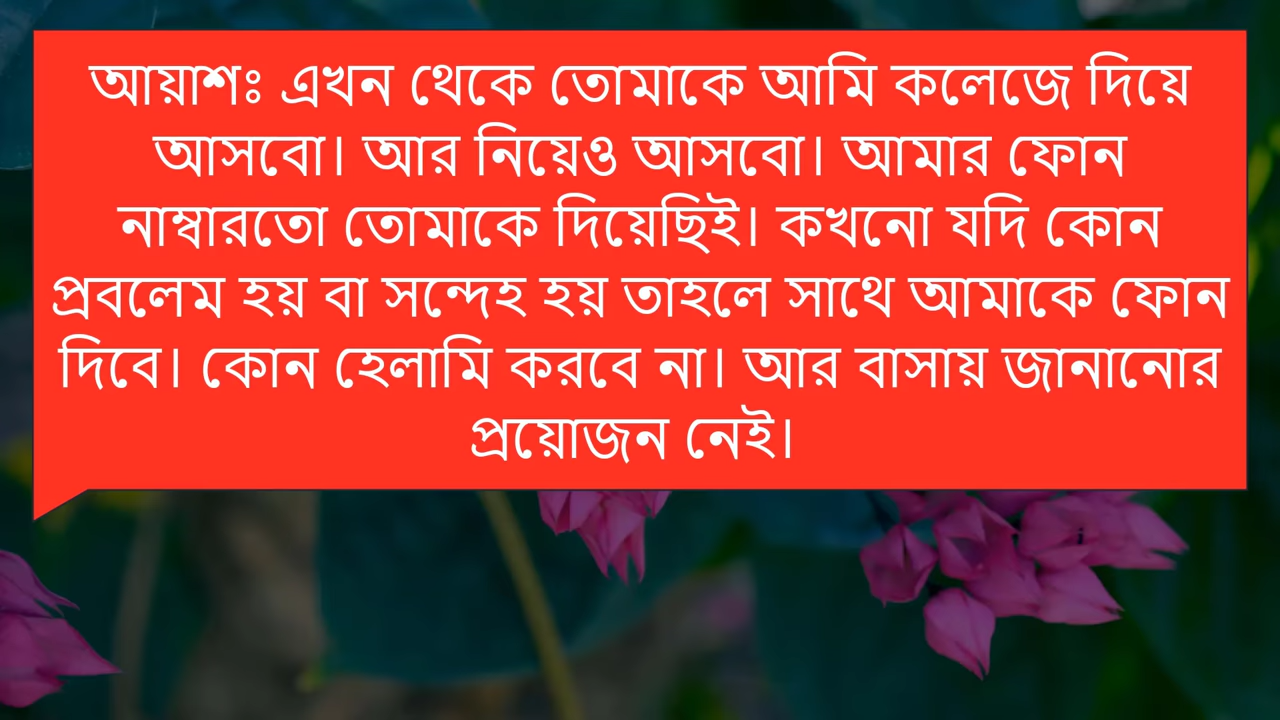 আয়াশঃ এখন থেকে তোমাকে আমি কলেজে দিয়ে
আসবো। আর নিয়েও আসবো। আমার ফোন
নাম্বারতো তোমাকে দিয়েছিই। কখনো যদি কোন
প্রবলেম হয় বা সন্দেহ হয় তাহলে সাথে আমাকে ফোন
দিবে। কোন হেলামি করবে না। আর বাসায় জানানোর
প্রয়োজন নেই।